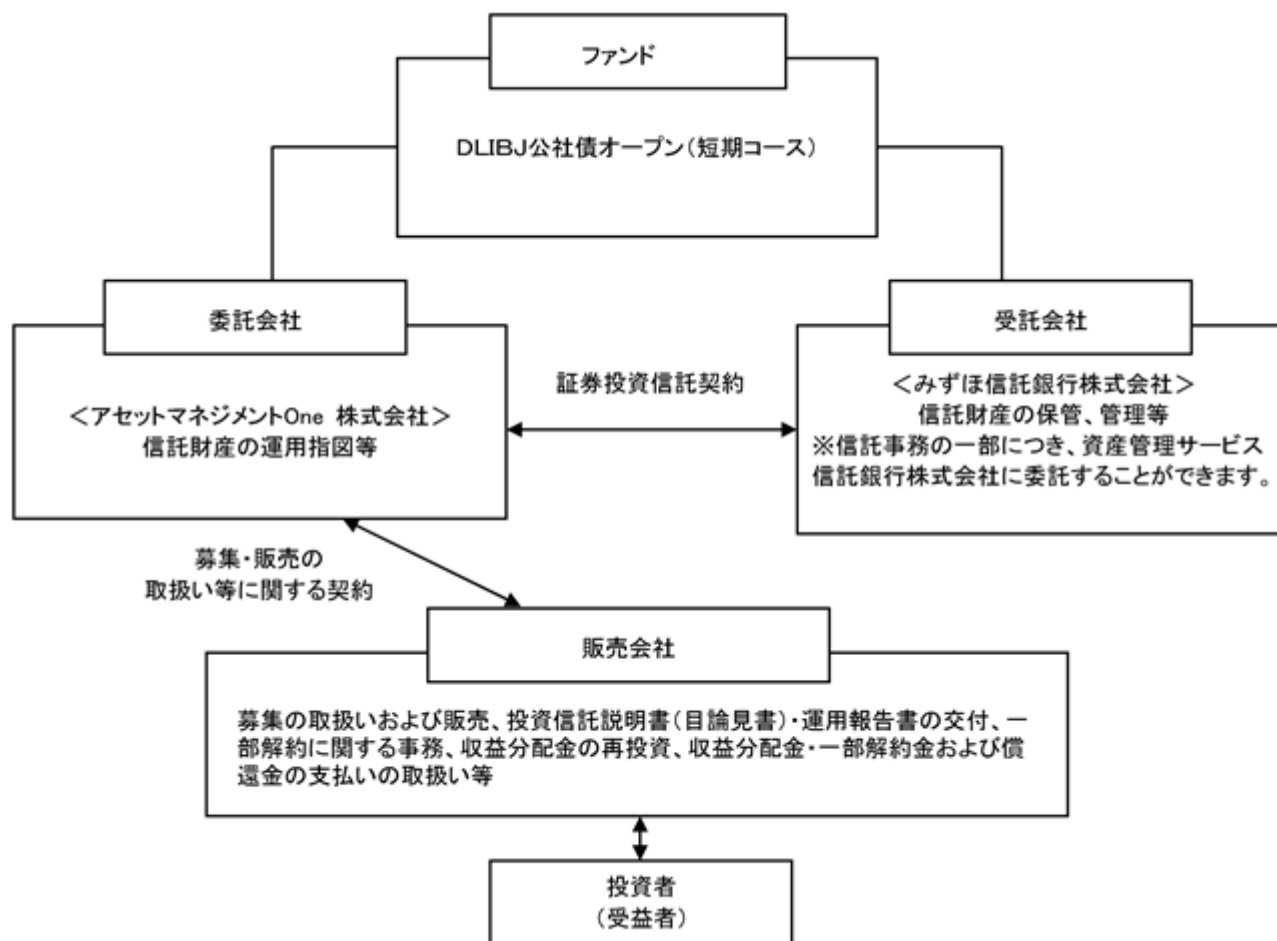 ファンド
DLIBJ公社債オープン(短期コース)
委託会社
<アセットマネジメントOne 株式会社>
信託財産の運用指図等
証券投資信託契約
受託会社
<みずほ信託銀行株式会社>
信託財産の保管、管理等
※信託事務の一部につき、資産管理サービス
信託銀行株式会社に委託することができます。
募集・販売の
取扱い等に関する契約
販売会社
募集の取扱いおよび販売、投資信託説明書(目論見書)・運用報告書の交付、一
部解約に関する事務、収益分配金の再投資、収益分配金・一部解約金および償
還金の支払いの取扱い等
投資者
(受益者)